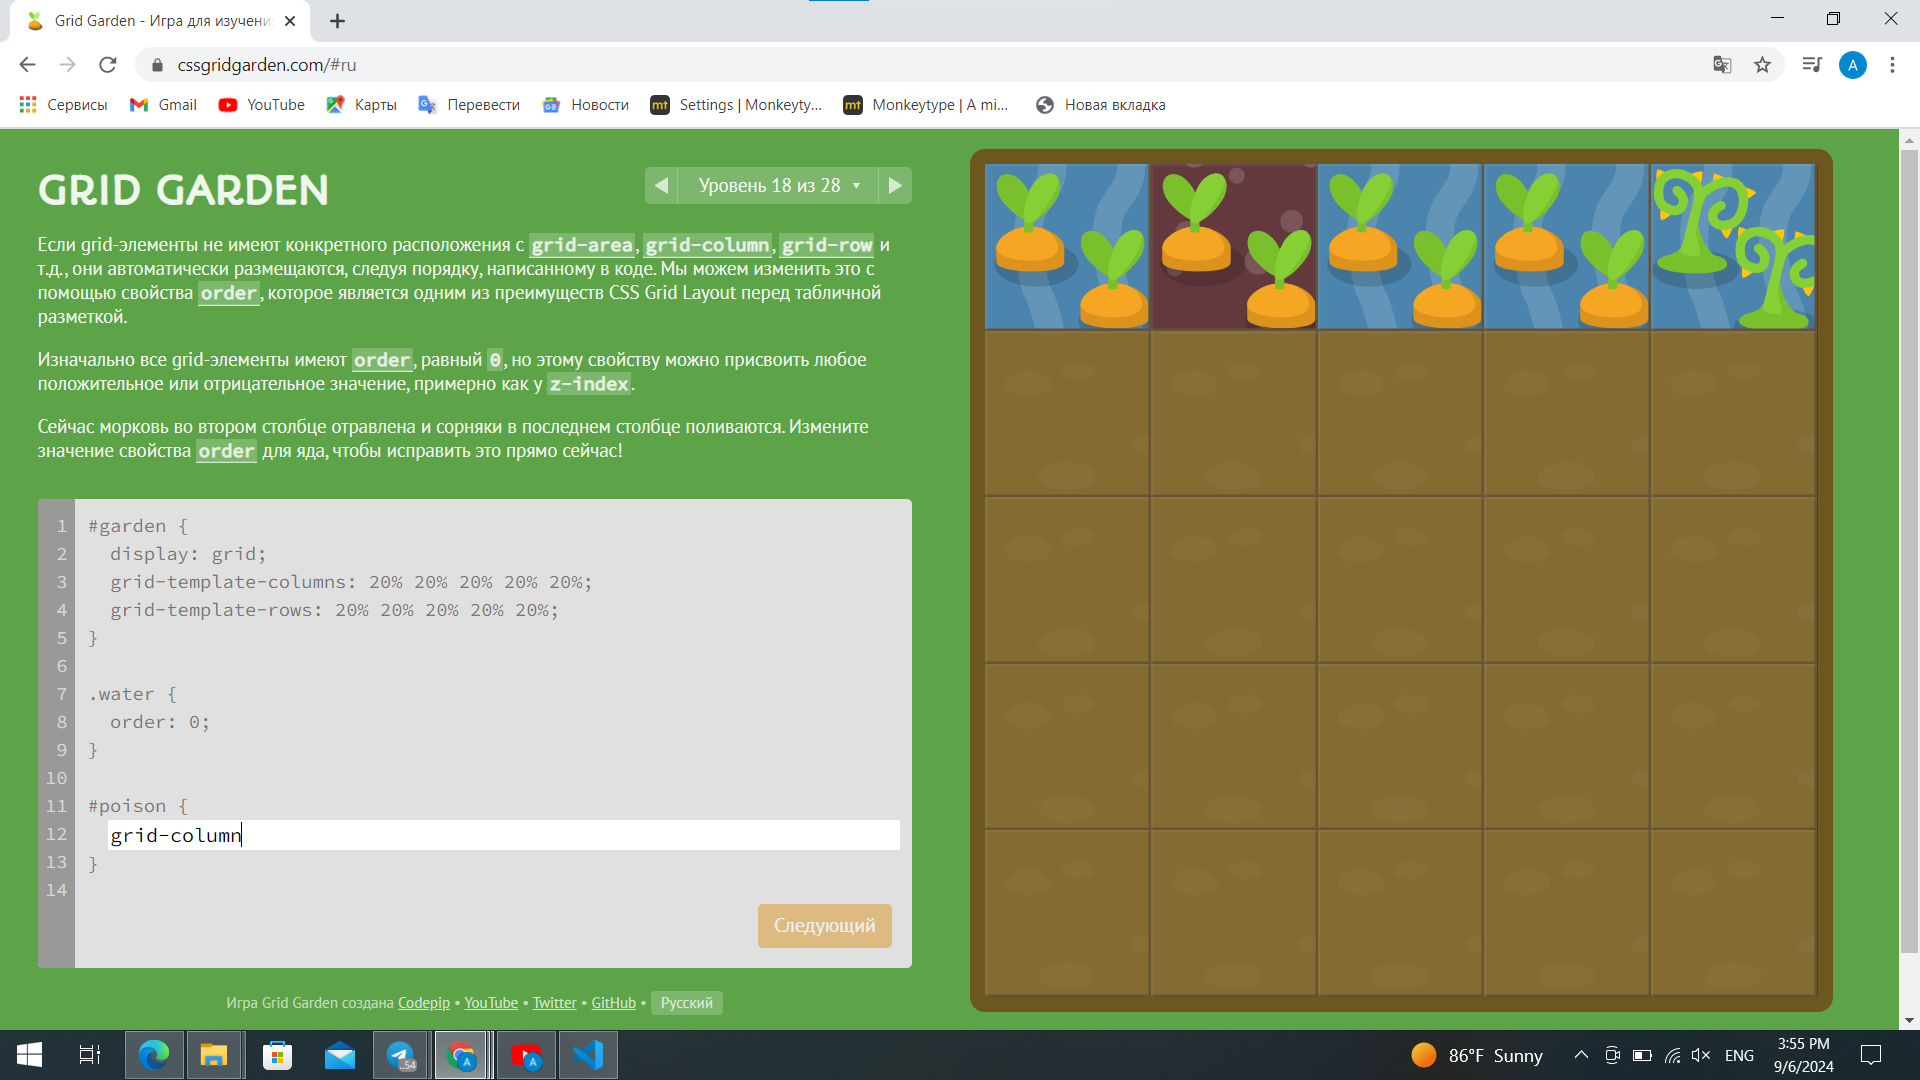 Grid Garden - Игра для изучени
cssgridgarden.com/#ru
A
Сервисы
Gmail
YouTube
Карты
Перевести
Новости
mt Settings | Monkeyty...
mt Monkeytype | A mi...
Новая вкладка
GRID GARDEN
Уровень 18 из 28
Если grid-элементы не имеют конкретного расположения с grid-area, grid-column, grid-row и
т.д., они автоматически размещаются, следуя порядку, написанному в коде. Мы можем изменить это с
помощью свойства order, которое является одним из преимуществ CSS Grid Layout перед табличной
разметкой.
Изначально все grid-элементы имеют order, равный 0, но этому свойству можно присвоить любое
положительное или отрицательное значение, примерно как у z-index.
Сейчас морковь во втором столбце отравлена и сорняки в последнем столбце поливаются. Измените
значение свойства order для яда, чтобы исправить это прямо сейчас!
1 #garden {
2 display: grid;
3 grid-template-columns: 20% 20% 20% 20% 20%;
4 grid-template-rows: 20% 20% 20% 20% 20%;
5 }
6
7 .water {
8 order: 0;
9 }
10
11 #poison {
12 grid-column
13 }
14
Следующий
Игра Grid Garden создана Codepip • YouTube • Twitter • GitHub • Русский
..54
A
A
86°F Sunny
ENG
3:55 PM
9/6/2024